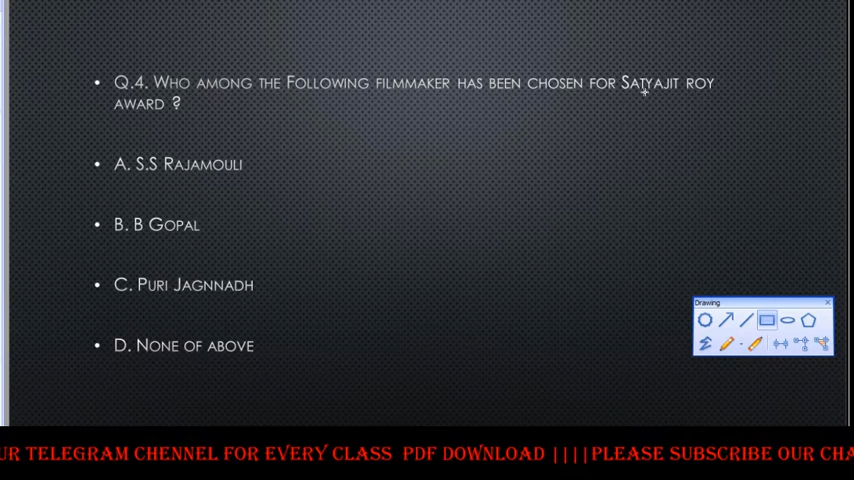 • Q.4. Who among the Following filmmaker has been chosen for Satyajit roy
award ?
• A. S.S Rajamouli
• B. B Gopal
• C. Puri Jagnnadh
• D. None of above
Drawing
UR TELEGRAM CHENNEL FOR EVERY CLASS PDF DOWNLOAD ||||PLEASE SUBSCRIBE OUR CHA